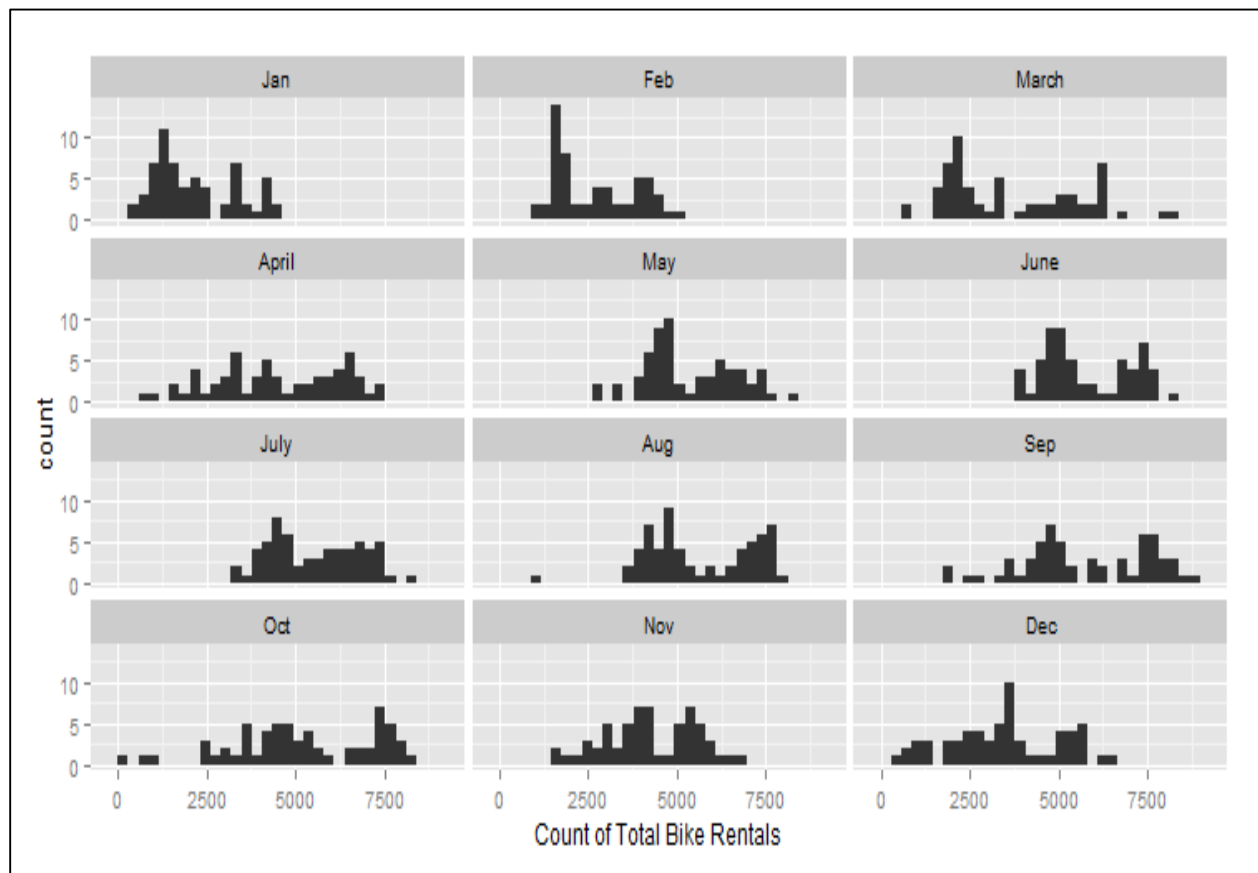 Jan Feb March
10
5
0
April May June
10
5
0
count
July Aug Sep
10
5
0
Oct Nov Dec
10
5
0
0 2500 5000 7500 0 2500 5000 7500 0 2500 5000 7500
Count of Total Bike Rentals